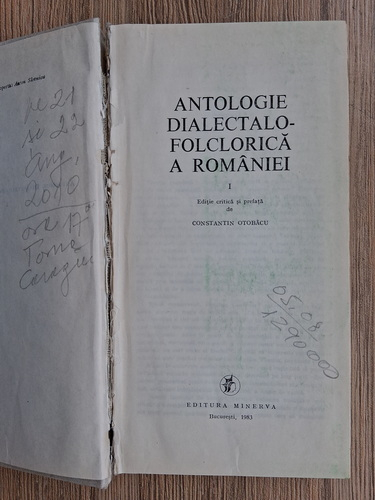 pe 21
și 22
Aug.
2010
ora 17
Toma
Caragiu
ANTOLOGIE
DIALECTALO-
FOLCLORICĂ
A ROMÂNIEI
I
Ediție critică și prefață
de
CONSTANTIN OTOBÂCU
05.08
1290000
EDITURA MINERVA
București, 1983